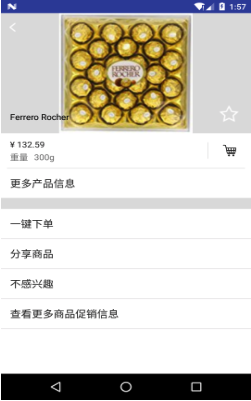 1:57
FERRERO
ROCHER
Ferrero Rocher
¥ 132.59
重量 300g
更多产品信息
一键下单
分享商品
不感兴趣
查看更多商品促销信息